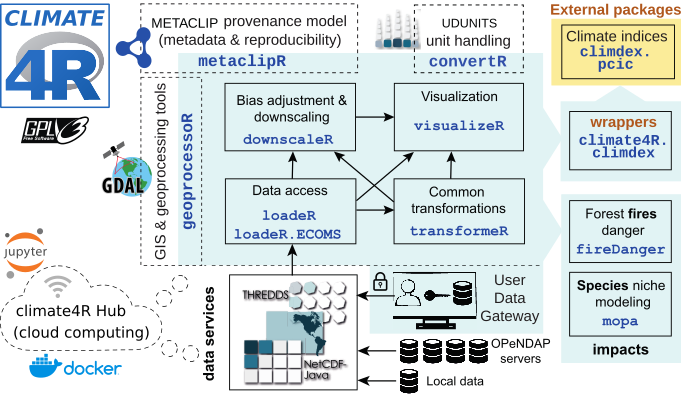 CLIMATE
4R
GPL v3
Free Software
GDAL
METACLIP provenance model
(metadata & reproducibility)
metaclipR
UDUNITS
unit handling
convertR
External packages
Climate indices
climdex.
pcic
GIS & geoprocessing tools
geoprocessoR
Bias adjustment &
downscaling
downscaleR
Visualization
visualizeR
Data access
loadeR
loadeR.ECOMS
Common
transformations
transformeR
wrappers
climate4R.
climdex
Forest fires
danger
fireDanger
Species niche
modeling
mopa
impacts
jupyter
climate4R Hub
(cloud computing)
docker
data services
THREDDS
NetCDF-
Java
User
Data
Gateway
OPeNDAP
servers
Local data